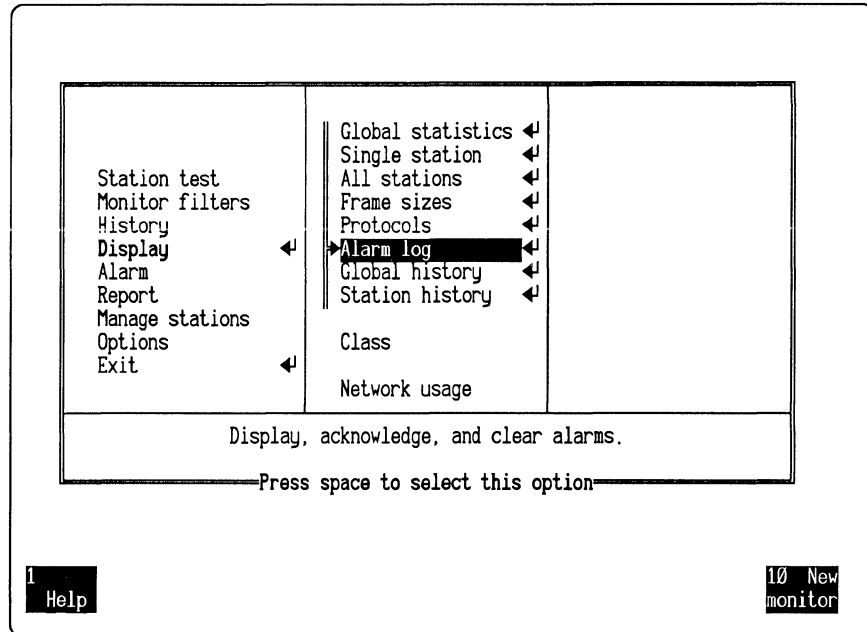 Station test
Monitor filters
History
Display
Alarm
Report
Manage stations
Options
Exit
Global statistics
Single station
All stations
Frame sizes
Protocols
Alarm log
Global history
Station history
Class
Network usage
Display, acknowledge, and clear alarms.
Press space to select this option
1
Help
10 New
monitor